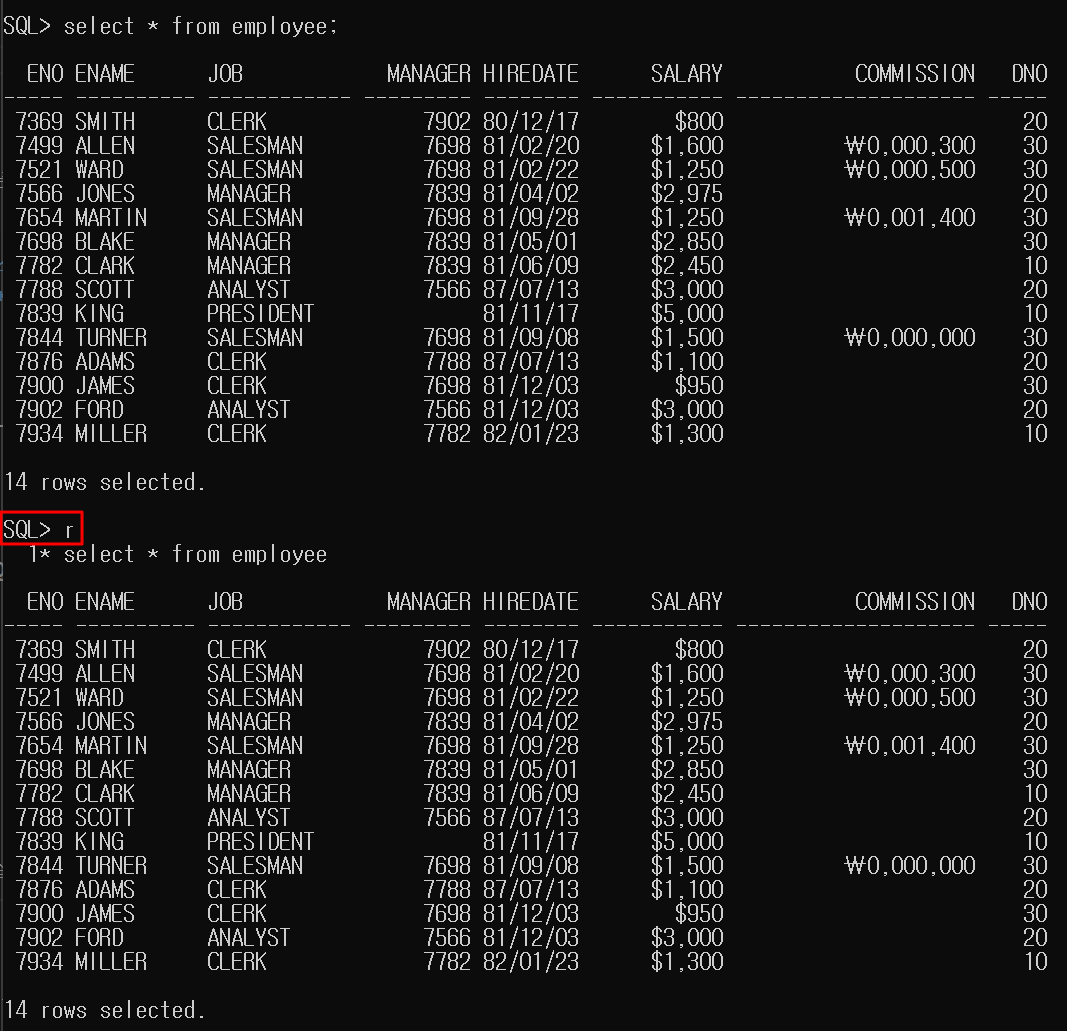 SQL> select * from employee;
ENO ENAME JOB MANAGER HIREDATE SALARY COMMISSION DNO
----- ---------- ------------ --------- -------- ----------- -------------------- -----
7369 SMITH CLERK 7902 80/12/17 $800 20
7499 ALLEN SALESMAN 7698 81/02/20 $1,600 ₩0,000,300 30
7521 WARD SALESMAN 7698 81/02/22 $1,250 ₩0,000,500 30
7566 JONES MANAGER 7839 81/04/02 $2,975 20
7654 MARTIN SALESMAN 7698 81/09/28 $1,250 ₩0,001,400 30
7698 BLAKE MANAGER 7839 81/05/01 $2,850 30
7782 CLARK MANAGER 7839 81/06/09 $2,450 10
7788 SCOTT ANALYST 7566 87/07/13 $3,000 20
7839 KING PRESIDENT 81/11/17 $5,000 10
7844 TURNER SALESMAN 7698 81/09/08 $1,500 ₩0,000,000 30
7876 ADAMS CLERK 7788 87/07/13 $1,100 20
7900 JAMES CLERK 7698 81/12/03 $950 30
7902 FORD ANALYST 7566 81/12/03 $3,000 20
7934 MILLER CLERK 7782 82/01/23 $1,300 10
14 rows selected.
SQL> r
1* select * from employee
ENO ENAME JOB MANAGER HIREDATE SALARY COMMISSION DNO
----- ---------- ------------ --------- -------- ----------- -------------------- -----
7369 SMITH CLERK 7902 80/12/17 $800 20
7499 ALLEN SALESMAN 7698 81/02/20 $1,600 ₩0,000,300 30
7521 WARD SALESMAN 7698 81/02/22 $1,250 ₩0,000,500 30
7566 JONES MANAGER 7839 81/04/02 $2,975 20
7654 MARTIN SALESMAN 7698 81/09/28 $1,250 ₩0,001,400 30
7698 BLAKE MANAGER 7839 81/05/01 $2,850 30
7782 CLARK MANAGER 7839 81/06/09 $2,450 10
7788 SCOTT ANALYST 7566 87/07/13 $3,000 20
7839 KING PRESIDENT 81/11/17 $5,000 10
7844 TURNER SALESMAN 7698 81/09/08 $1,500 ₩0,000,000 30
7876 ADAMS CLERK 7788 87/07/13 $1,100 20
7900 JAMES CLERK 7698 81/12/03 $950 30
7902 FORD ANALYST 7566 81/12/03 $3,000 20
7934 MILLER CLERK 7782 82/01/23 $1,300 10
14 rows selected.